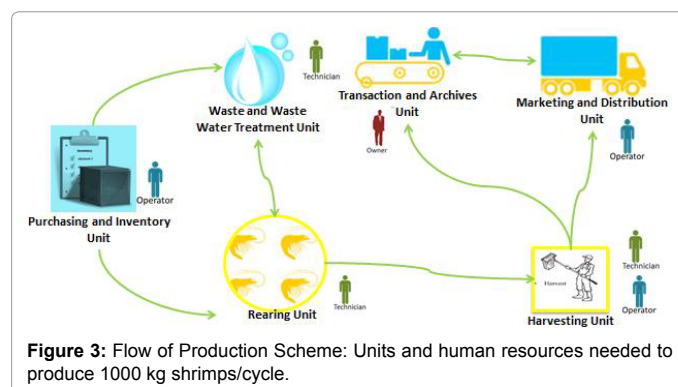 Technician
Waste and Waste
Water Treatment Unit
Transaction and Archives
Unit
Owner
Marketing and Distribution
Unit
Operator
Operator
Purchasing and Inventory
Unit
Rearing Unit
Technician
Harvest
Technician
Operator
Harvesting Unit
Figure 3: Flow of Production Scheme: Units and human resources needed to
produce 1000 kg shrimps/cycle.